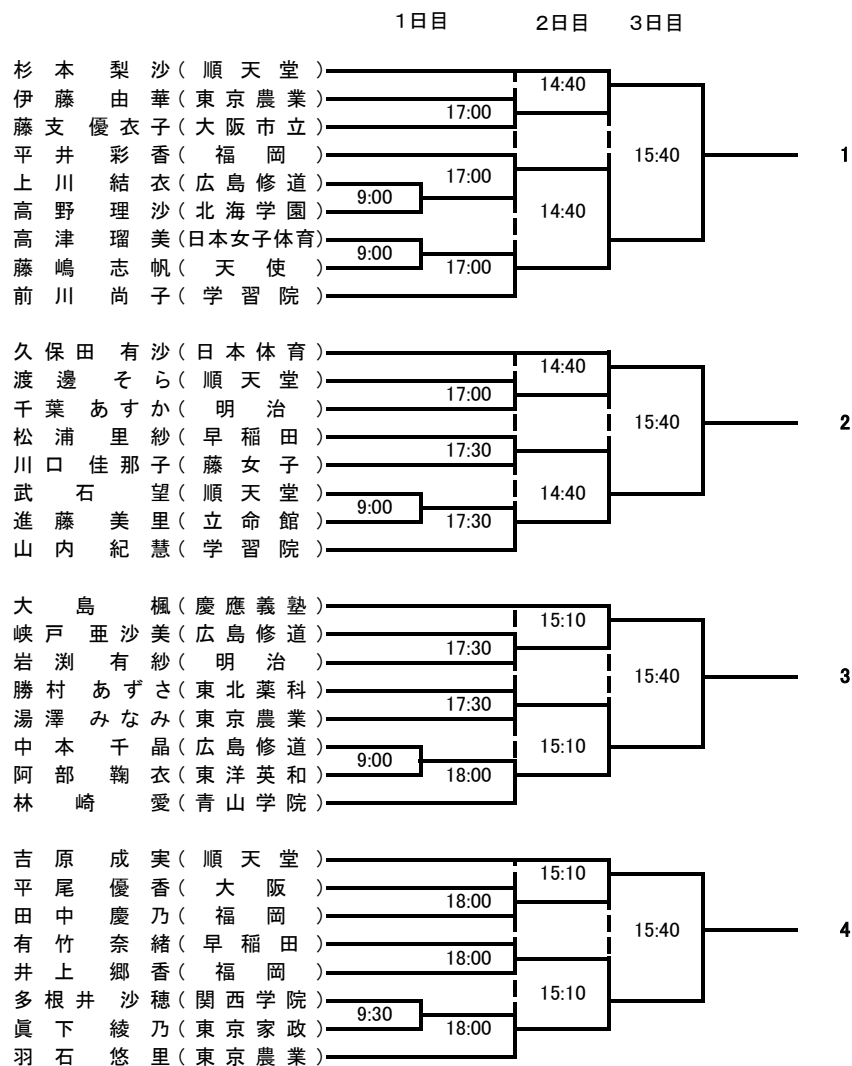 １日目 ２日目 ３日目
杉本 梨沙(順天堂)
14:40
伊藤 由華(東京農業)
17:00
藤支 優衣子(大阪市立)
平井 彩香(福岡)
15:40 1
17:00
上川 結衣(広島修道)
9:00
高野 理沙(北海学園)
14:40
高津 瑠美(日本女子体育)
9:00
藤嶋 志帆(天使)
17:00
前川 尚子(学習院)
久保田 有沙(日本体育)
14:40
渡邊 そら(順天堂)
17:00
千葉 あすか(明治)
15:40 2
松浦 里紗(早稲田)
17:30
川口 佳那子(藤女子)
武石 望(順天堂)
9:00 14:40
進藤 美里(立命館)
17:30
山内 紀慧(学習院)
大島 楓(慶應義塾)
15:10
峡戸 亜沙美(広島修道)
17:30
岩渕 有紗(明治)
15:40 3
勝村 あずさ(東北薬科)
17:30
湯澤 みなみ(東京農業)
中本 千晶(広島修道)
9:00 15:10
阿部 鞠衣(東洋英和)
18:00
林崎 愛(青山学院)
吉原 成実(順天堂)
15:10
平尾 優香(大阪)
18:00
田中 慶乃(福岡)
15:40 4
有竹 奈緒(早稲田)
18:00
井上 郷香(福岡)
15:10
多根井 沙穂(関西学院)
9:30
眞下 綾乃(東京家政)
18:00
羽石 悠里(東京農業)